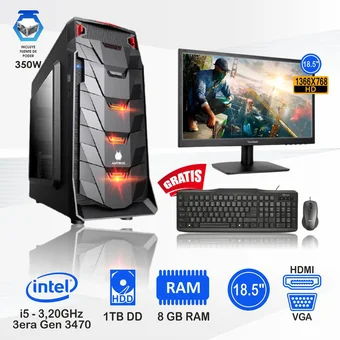 INCLUYE
FUENTE DE
PODER
350W
18.5"
1366X768
HD
GRATIS
intel
HDD
RAM
18.5"
HDMI
VGA
i5 - 3,20GHz
3era Gen 3470
1TB DD
8 GB RAM